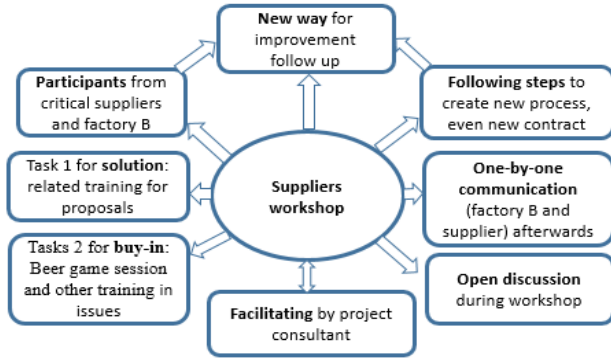 New way for
improvement
follow up
Participants from
critical suppliers
and factory B
Following steps to
create new process,
even new contract
Task 1 for solution:
related training for
proposals
Suppliers
workshop
One-by-one
communication
(factory B and
supplier) afterwards
Tasks 2 for buy-in:
Beer game session
and other training in
issues
Open discussion
during workshop
Facilitating by project
consultant